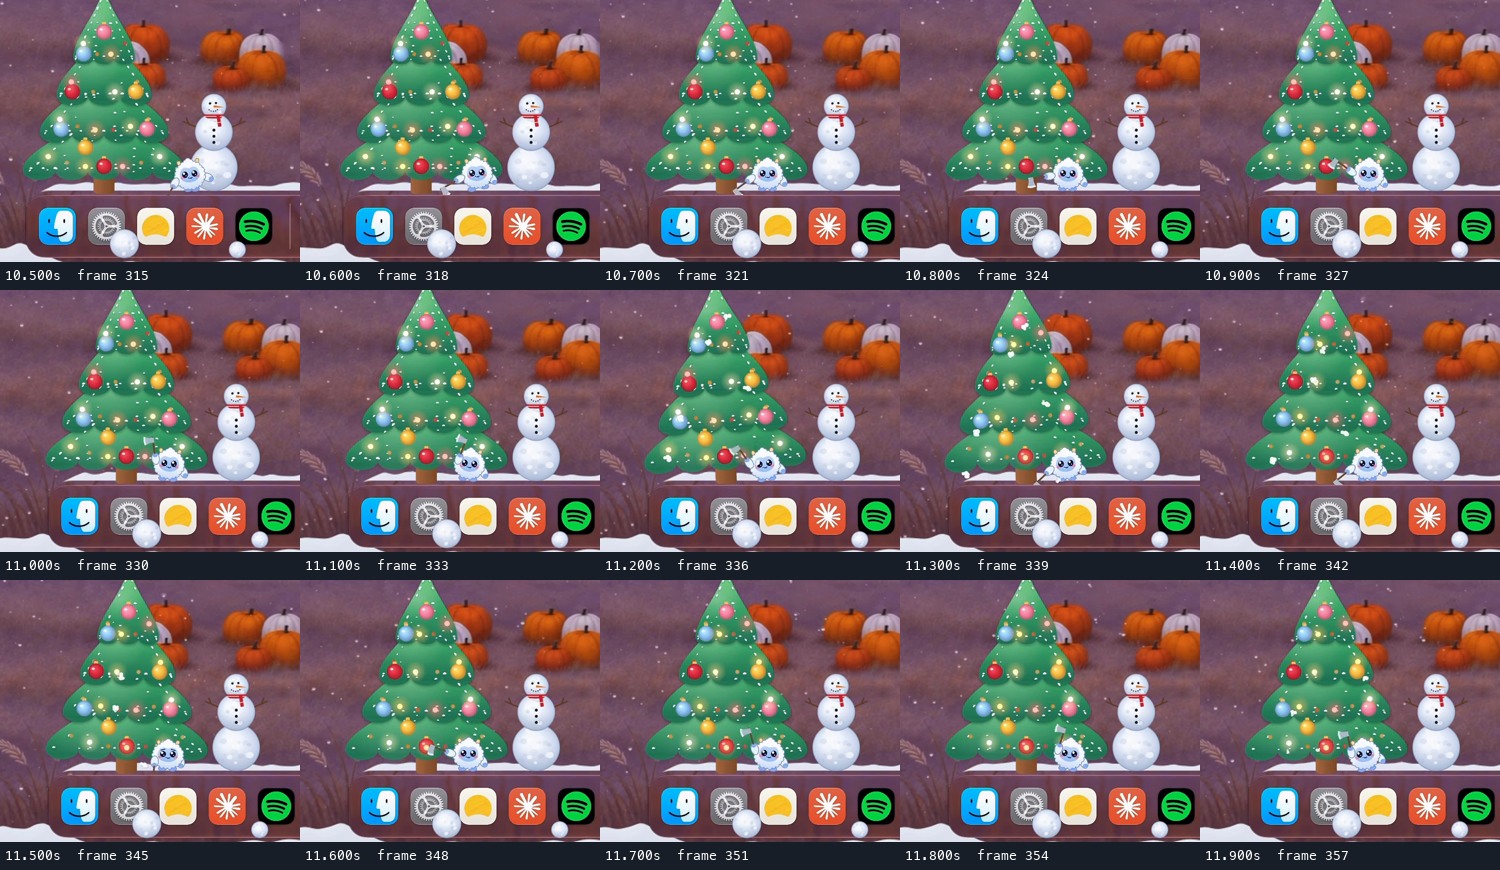 10.500s frame 315
10.600s frame 318
10.700s frame 321
10.800s frame 324
10.900s frame 327
11.000s frame 330
11.100s frame 333
11.200s frame 336
11.300s frame 339
11.400s frame 342
11.500s frame 345
11.600s frame 348
11.700s frame 351
11.800s frame 354
11.900s frame 357